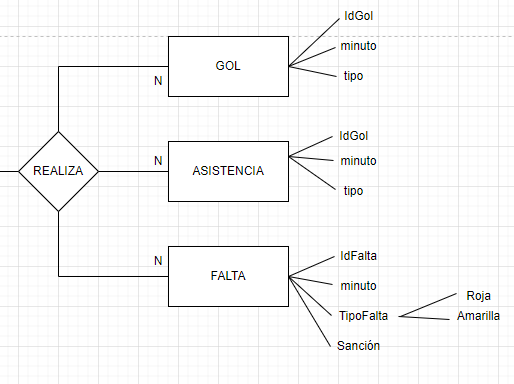 IdGol
minuto
tipo
GOL
N
IdGol
minuto
tipo
N
REALIZA
ASISTENCIA
IdFalta
minuto
TipoFalta
Roja
Amarilla
Sanción
N
FALTA